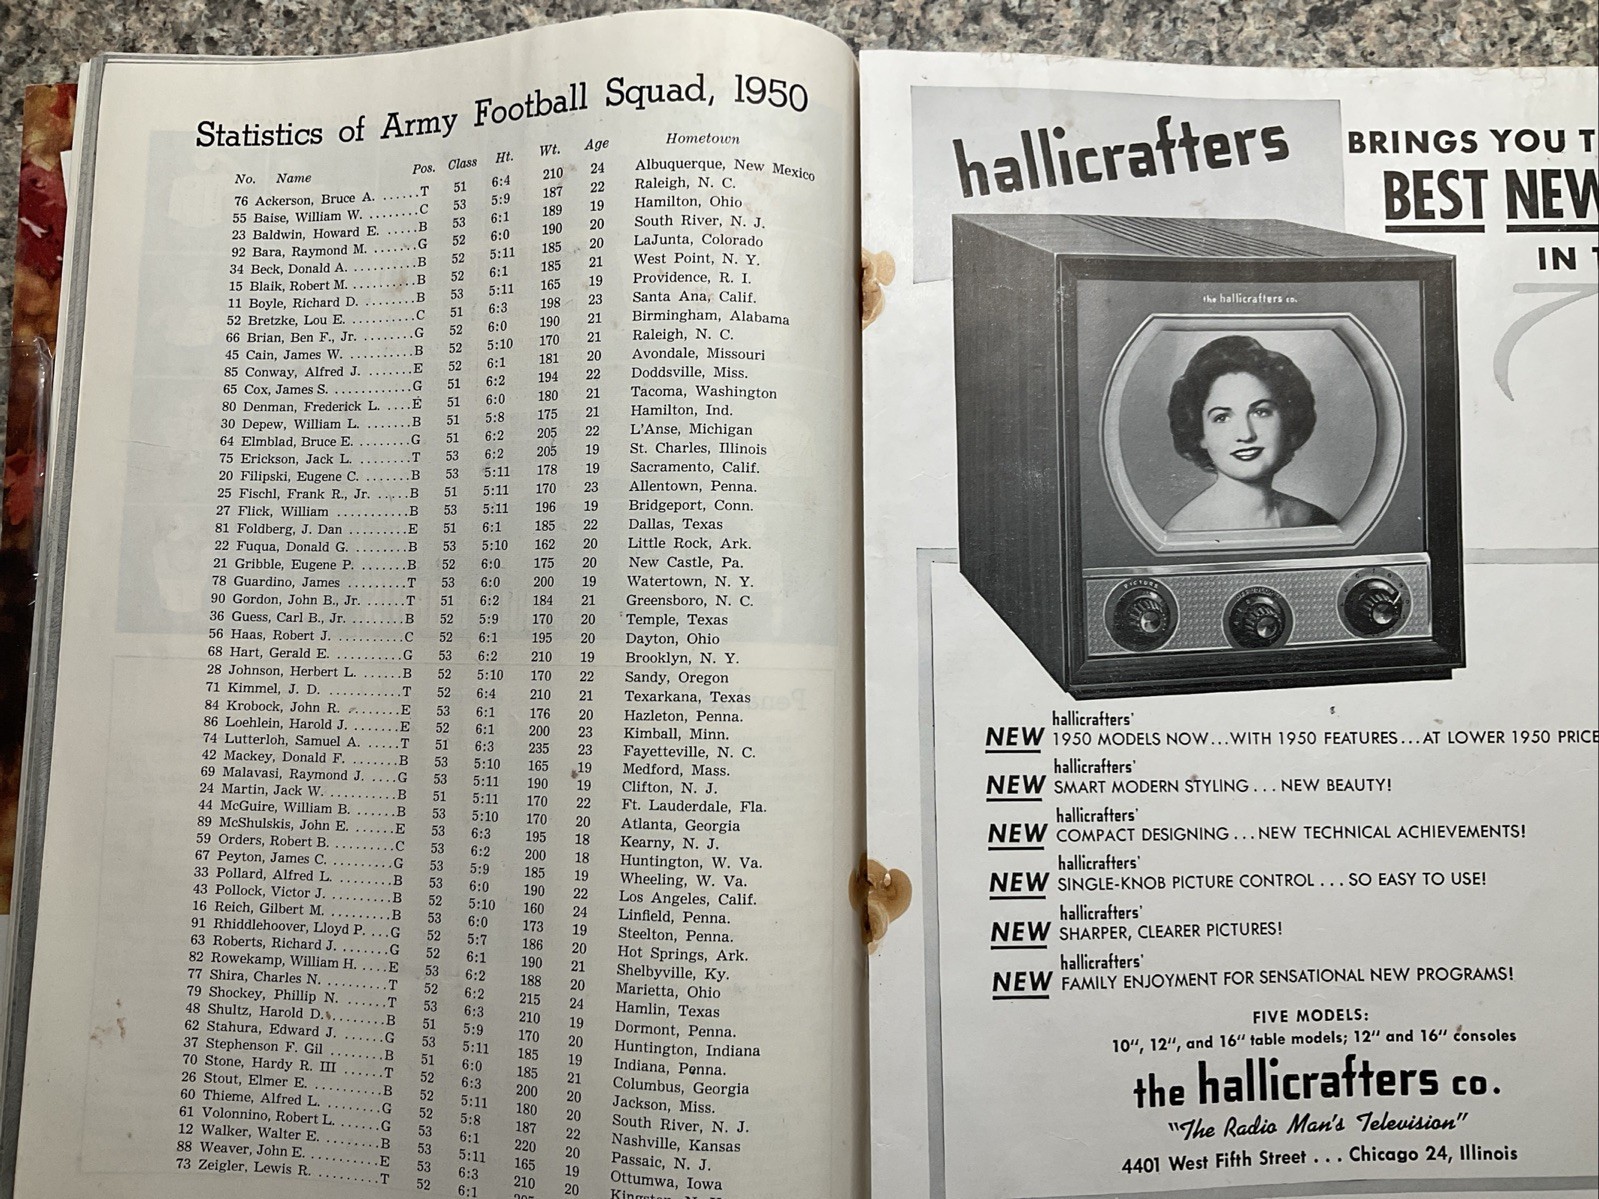 Statistics of Army Football Squad, 1950
No. Name Pos. Class Ht. Wt. Age Hometown
76 Ackerson, Bruce A. ......T 51 6:4 210 24 Albuquerque, New Mexico
55 Baise, William W. ........C 53 5:9 187 22 Raleigh, N. C.
23 Baldwin, Howard E. .....B 53 6:1 189 19 Hamilton, Ohio
92 Bara, Raymond M. .......G 52 6:0 190 20 South River, N. J.
34 Beck, Donald A. ..........B 52 5:11 185 20 LaJunta, Colorado
15 Blaik, Robert M. ..........B 52 6:1 185 21 West Point, N. Y.
11 Boyle, Richard D. ........B 53 5:11 165 19 Providence, R. I.
52 Bretzke, Lou E. ..........C 51 6:3 198 23 Santa Ana, Calif.
66 Brian, Ben F., Jr. ........G 52 6:0 190 21 Birmingham, Alabama
45 Cain, James W. ..........B 52 5:10 170 21 Raleigh, N. C.
85 Conway, Alfred J. .......E 52 6:1 181 20 Avondale, Missouri
65 Cox, James S. ............G 51 6:2 194 22 Doddsville, Miss.
80 Denman, Frederick L. ....E 51 6:0 180 21 Tacoma, Washington
30 Depew, William L. .......B 51 5:8 175 21 Hamilton, Ind.
64 Elmblad, Bruce E. ........G 51 6:2 205 22 L'Anse, Michigan
75 Erickson, Jack L. ........T 53 6:2 205 19 St. Charles, Illinois
20 Filipski, Eugene C. .......B 53 5:11 178 19 Sacramento, Calif.
25 Fischl, Frank R., Jr. ......B 51 5:11 170 23 Allentown, Penna.
27 Flick, William ...........B 53 5:11 196 19 Bridgeport, Conn.
81 Foldberg, J. Dan .........E 51 6:1 185 22 Dallas, Texas
22 Fuqua, Donald G. ........B 53 5:10 162 20 Little Rock, Ark.
21 Gribble, Eugene P. .......B 52 6:0 175 20 New Castle, Pa.
78 Guardino, James .........T 53 6:0 200 19 Watertown, N. Y.
90 Gordon, John B., Jr. ......T 51 6:2 184 21 Greensboro, N. C.
36 Guess, Carl B., Jr. ........B 52 5:9 170 20 Temple, Texas
56 Haas, Robert J. ..........C 52 6:1 195 20 Dayton, Ohio
68 Hart, Gerald E. ..........G 53 6:2 210 19 Brooklyn, N. Y.
28 Johnson, Herbert L. ......B 52 5:10 170 22 Sandy, Oregon
71 Kimmel, J. D. ...........T 52 6:4 210 21 Texarkana, Texas
84 Krobock, John R. ........E 53 6:1 176 20 Hazleton, Penna.
86 Loehlein, Harold J. .......E 52 6:1 200 23 Kimball, Minn.
74 Lutterloh, Samuel A. .....T 51 6:3 235 23 Fayetteville, N. C.
42 Mackey, Donald F. .......B 53 5:10 165 19 Medford, Mass.
69 Malavasi, Raymond J. ....G 53 5:11 190 19 Clifton, N. J.
24 Martin, Jack W. .........B 51 5:11 170 22 Ft. Lauderdale, Fla.
44 McGuire, William B. ......B 53 5:10 170 20 Atlanta, Georgia
89 McShulskis, John E. ......E 53 6:3 195 18 Kearny, N. J.
59 Orders, Robert B. ........C 53 6:2 200 18 Huntington, W. Va.
67 Peyton, James C. .........G 53 5:9 185 19 Wheeling, W. Va.
33 Pollard, Alfred L. ........B 53 6:0 190 22 Los Angeles, Calif.
43 Pollock, Victor J. .........B 52 5:10 160 24 Linfield, Penna.
16 Reich, Gilbert M. .........B 53 6:0 173 19 Steelton, Penna.
91 Rhiddlehoover, Lloyd P. ...G 52 5:7 186 20 Hot Springs, Ark.
63 Roberts, Richard J. .......G 52 6:1 190 21 Shelbyville, Ky.
82 Rowekamp, William H. ....E 53 6:2 188 20 Marietta, Ohio
77 Shira, Charles N. .........T 52 6:2 215 24 Hamlin, Texas
79 Shockey, Phillip N. .......T 53 6:3 210 19 Dormont, Penna.
48 Shultz, Harold D. .........B 51 5:9 170 20 Huntington, Indiana
62 Stahura, Edward J. .......G 53 5:11 185 19 Indiana, Penna.
37 Stephenson F. Gil ........B 51 6:0 185 21 Columbus, Georgia
70 Stone, Hardy R. III ......T 52 6:3 200 20 Jackson, Miss.
26 Stout, Elmer E. ..........B 52 5:11 180 20 South River, N. J.
60 Thieme, Alfred L. ........G 52 5:8 187 22 Nashville, Kansas
61 Volonnino, Robert L. ......G 53 6:1 220 20 Passaic, N. J.
12 Walker, Walter E. ........B 53 5:11 165 19 Ottumwa, Iowa
88 Weaver, John E. ..........E 53 6:3 210 20
73 Zeigler, Lewis R. .........T 52 6:1
hallicrafters
BRINGS YOU T
BEST NEW
IN T
the hallicrafters co.
PICTURE
hallicrafters'
NEW 1950 MODELS NOW...WITH 1950 FEATURES...AT LOWER 1950 PRICE
hallicrafters'
NEW SMART MODERN STYLING...NEW BEAUTY!
hallicrafters'
NEW COMPACT DESIGNING...NEW TECHNICAL ACHIEVEMENTS!
hallicrafters'
NEW SINGLE-KNOB PICTURE CONTROL...SO EASY TO USE!
hallicrafters'
NEW SHARPER, CLEARER PICTURES!
hallicrafters'
NEW FAMILY ENJOYMENT FOR SENSATIONAL NEW PROGRAMS!
FIVE MODELS:
10", 12", and 16" table models; 12" and 16" consoles
the hallicrafters co.
"The Radio Man's Television"
4401 West Fifth Street...Chicago 24, Illinois